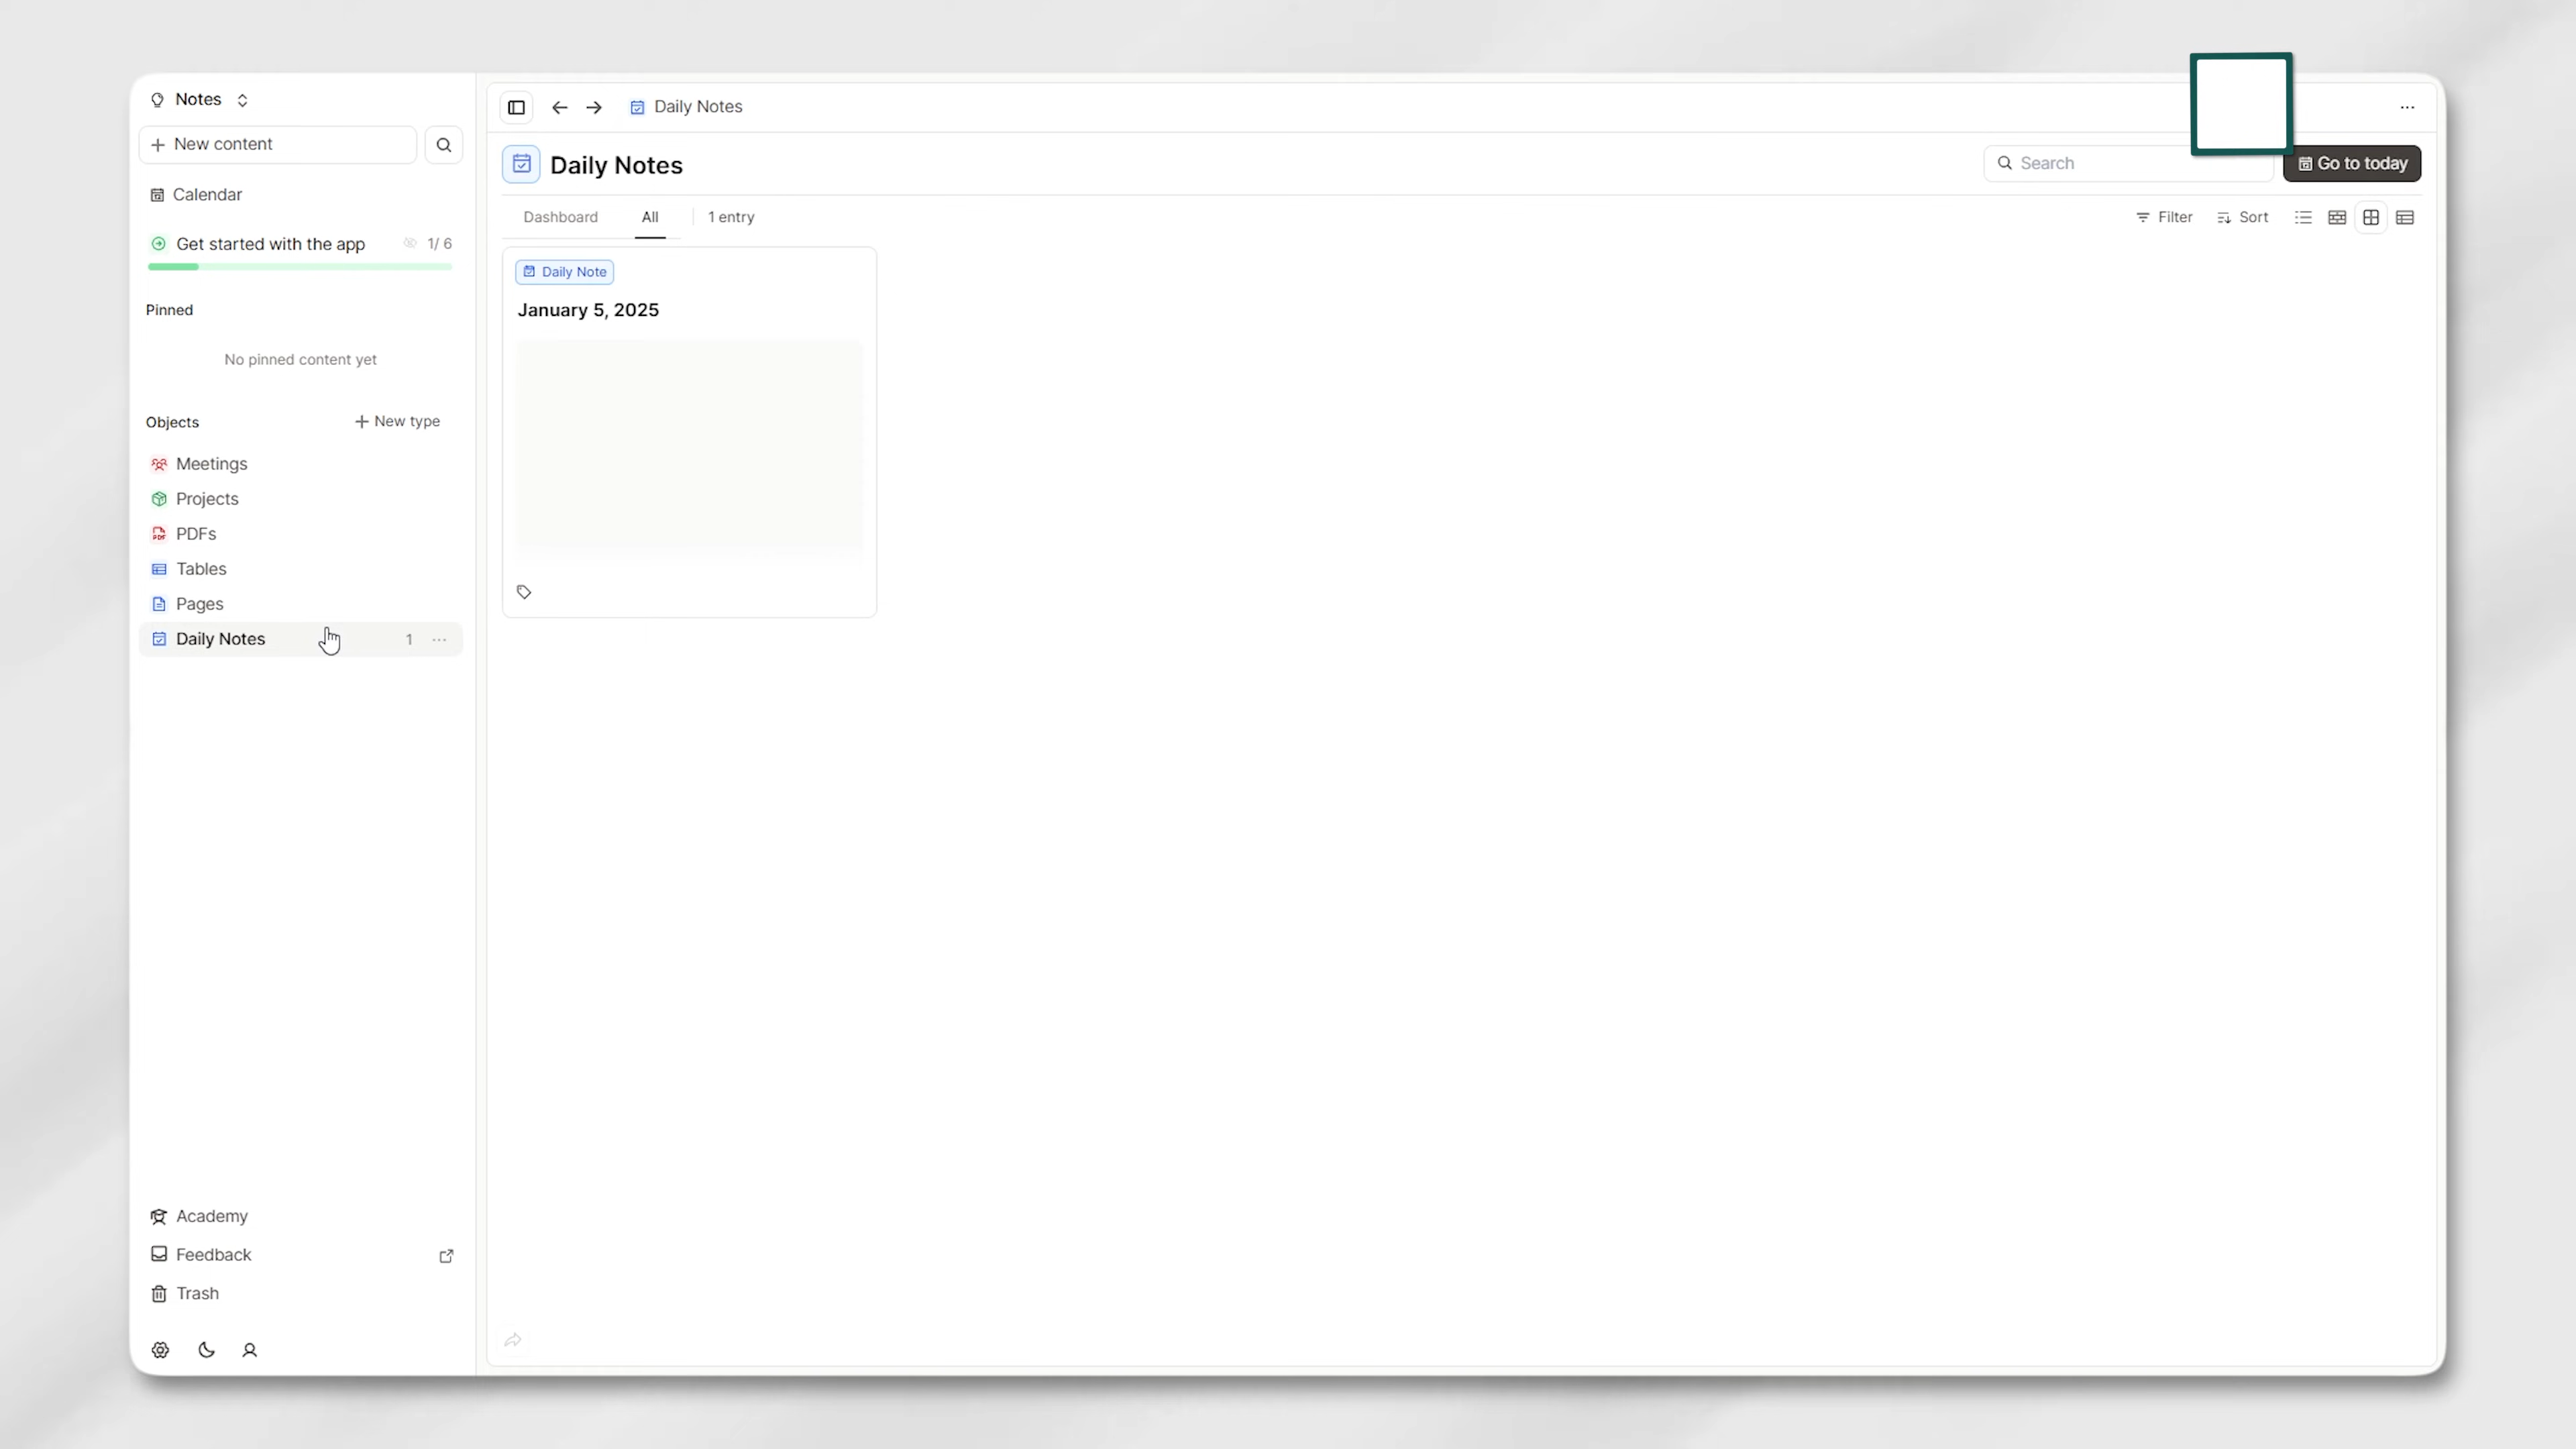 Notes
New content
Calendar
Get started with the app 1/ 6
Pinned
No pinned content yet
Objects
New type
Meetings
Projects
PDFs
Tables
Pages
Daily Notes 1
Academy
Feedback
Trash
Daily Notes
Daily Notes
Search
Go to today
Dashboard
All
1 entry
Filter
Sort
Daily Note
January 5, 2025